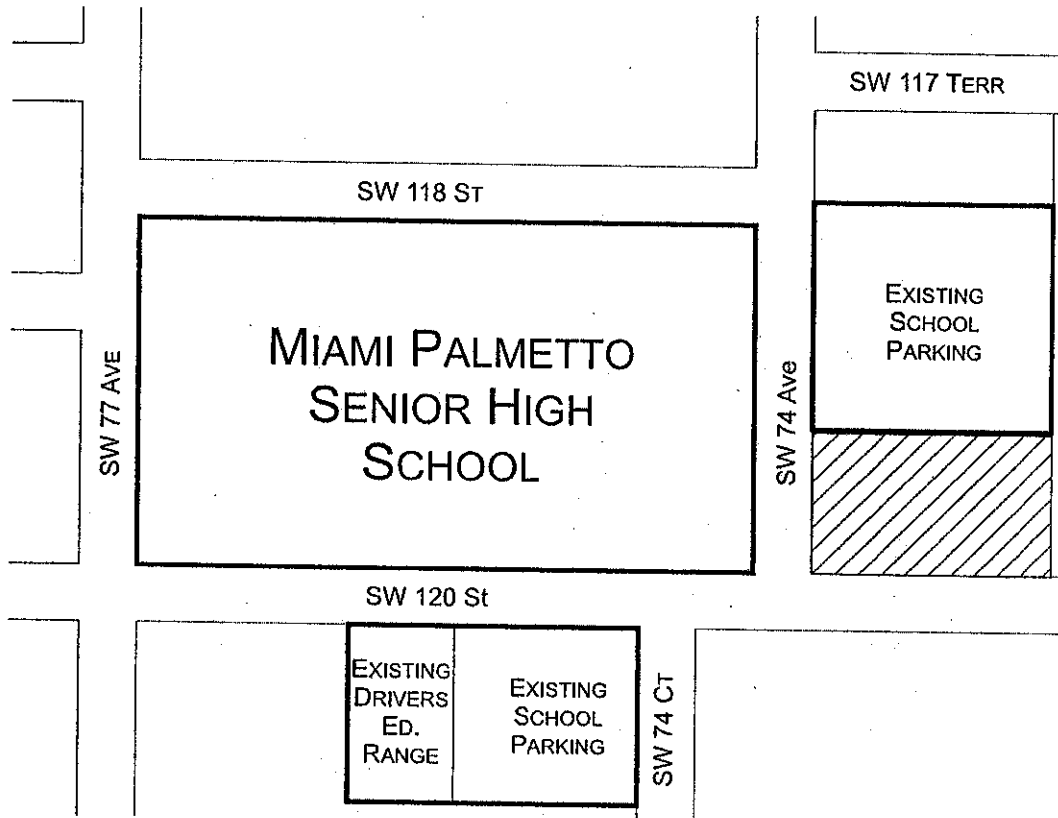 SW 117 TERR
SW 118 ST
EXISTING
SCHOOL
PARKING
MIAMI PALMETTO
SENIOR HIGH
SCHOOL
SW 77 AVE
SW 74 Ave
SW 120 St
EXISTING
DRIVERS
ED.
RANGE
EXISTING
SCHOOL
PARKING
SW 74 CT